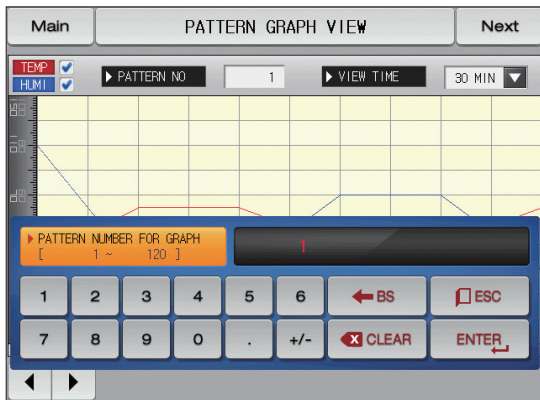 Main
PATTERN GRAPH VIEW
Next
TEMP
HUMI
PATTERN NO
1
VIEW TIME
30 MIN
PATTERN NUMBER FOR GRAPH
[ 1 ~ 120 ]
1
1 2 3 4 5 6 BS ESC
7 8 9 0 . +/- X CLEAR ENTER